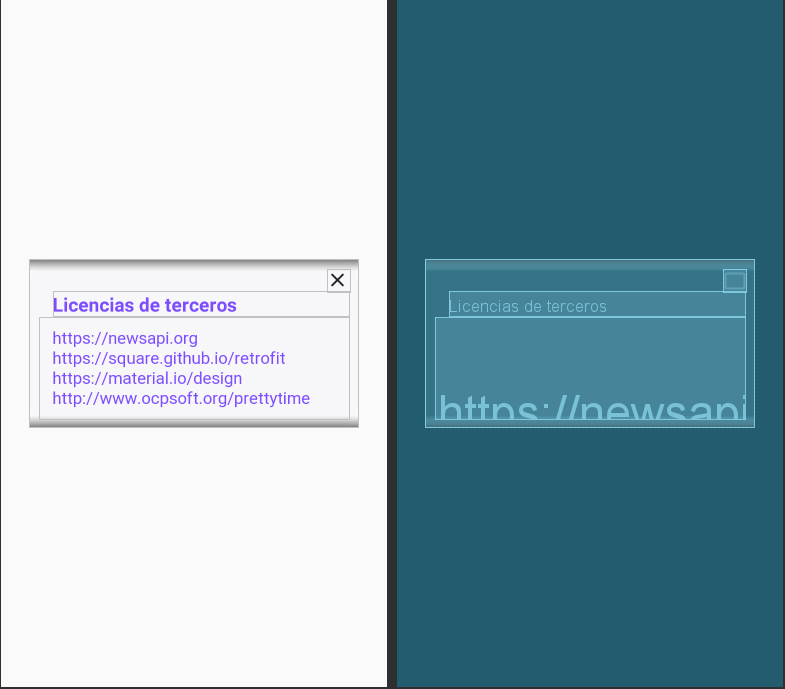 Licencias de terceros
https://newsapi.org
https://square.github.io/retrofit
https://material.io/design
http://www.ocpsoft.org/prettytime
Licencias de terceros
https://newsapi